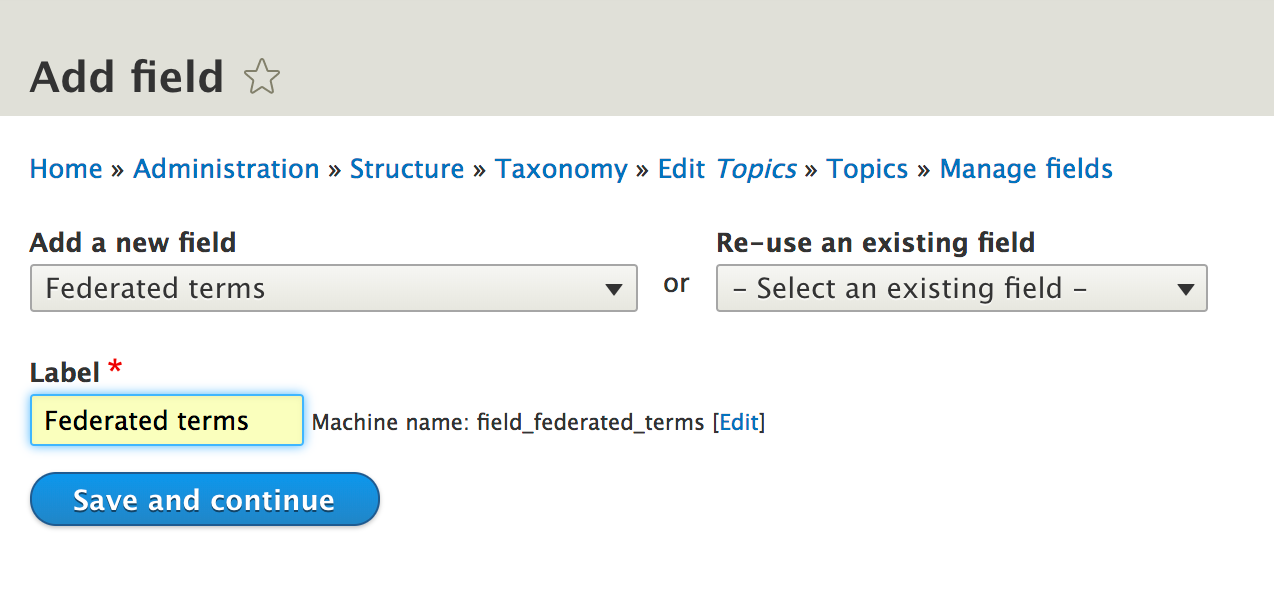 Add field
Home » Administration » Structure » Taxonomy » Edit Topics » Topics » Manage fields
Add a new field
Federated terms
or
Re-use an existing field
- Select an existing field -
Label *
Federated terms
Machine name: field_federated_terms [Edit]
Save and continue